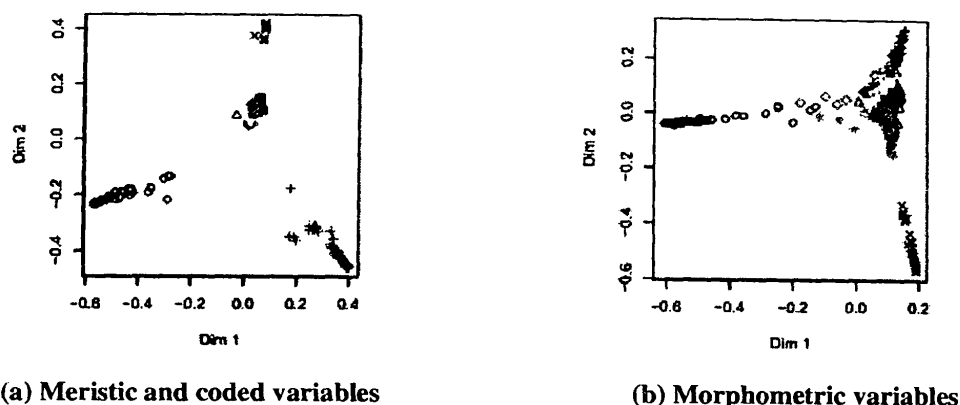 0.4
0.2
0.0
−0.2
−0.4
Dim 2
−0.6 −0.4 −0.2 0.0 0.2 0.4
Dim 1
(a) Meristic and coded variables
0.2
0.0
−0.2
−0.4
−0.6
Dim 2
−0.6 −0.4 −0.2 0.0 0.2
Dim 1
(b) Morphometric variables